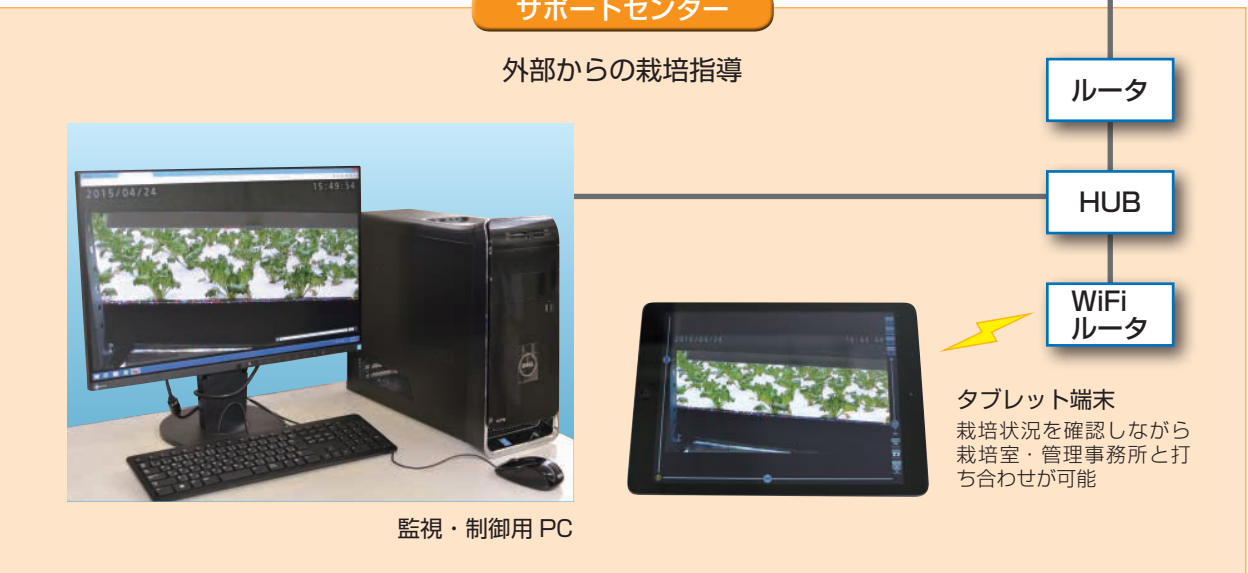 サポートセンター
外部からの栽培指導
ルータ
HUB
WiFi
ルータ
2015/04/24
15:49:54
DELL
監視・制御用 PC
タブレット端末
栽培状況を確認しながら
栽培室・管理事務所と打
ち合わせが可能